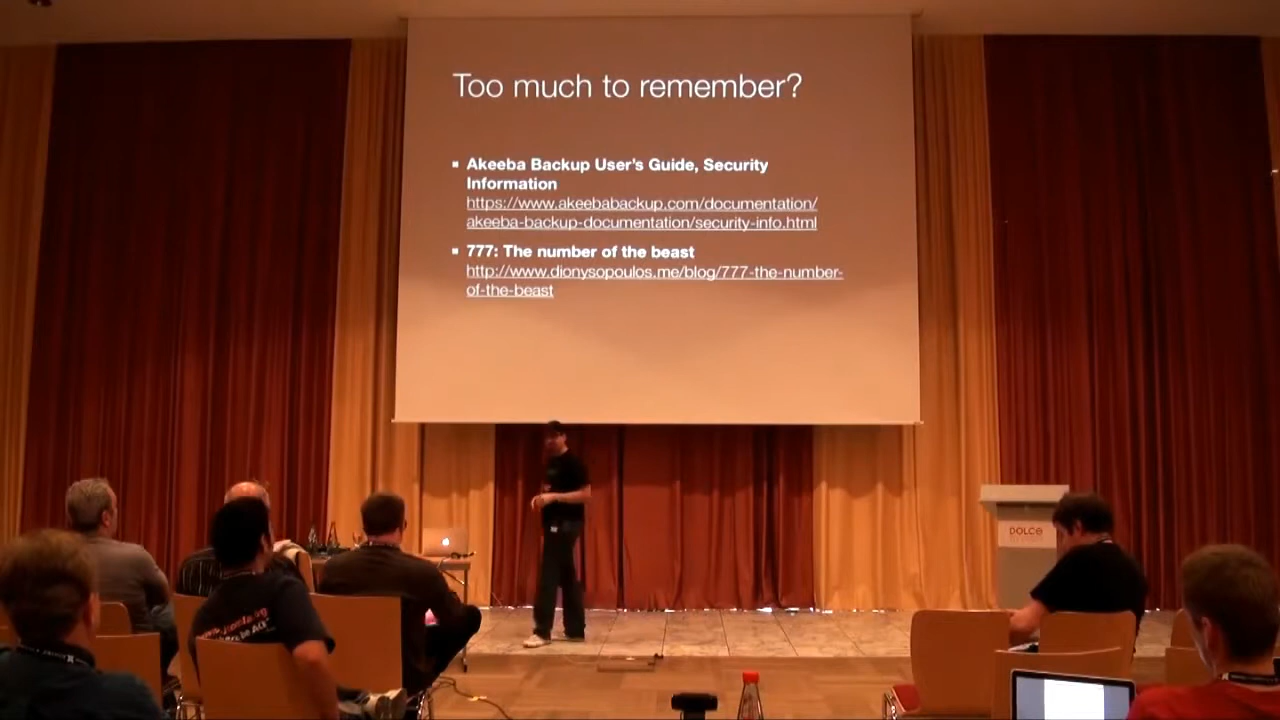 Too much to remember?
▪ Akeeba Backup User's Guide, Security
Information
https://www.akeebabackup.com/documentation/
akeeba-backup-documentation/security-info.html
▪ 777: The number of the beast
http://www.dionysopoulos.me/blog/777-the-number-
of-the-beast
DOLCE